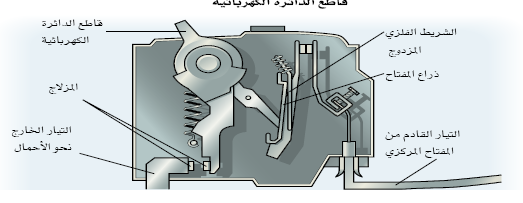 قاطع الدائرة الكهربائية
قاطع الدائرة
الكهربائية
المزلاج
التيار الخارج
نحو الأحمال
الشريط الفلزي
المزدوج
ذراع المفتاح
التيار القادم من
المفتاح المركزي